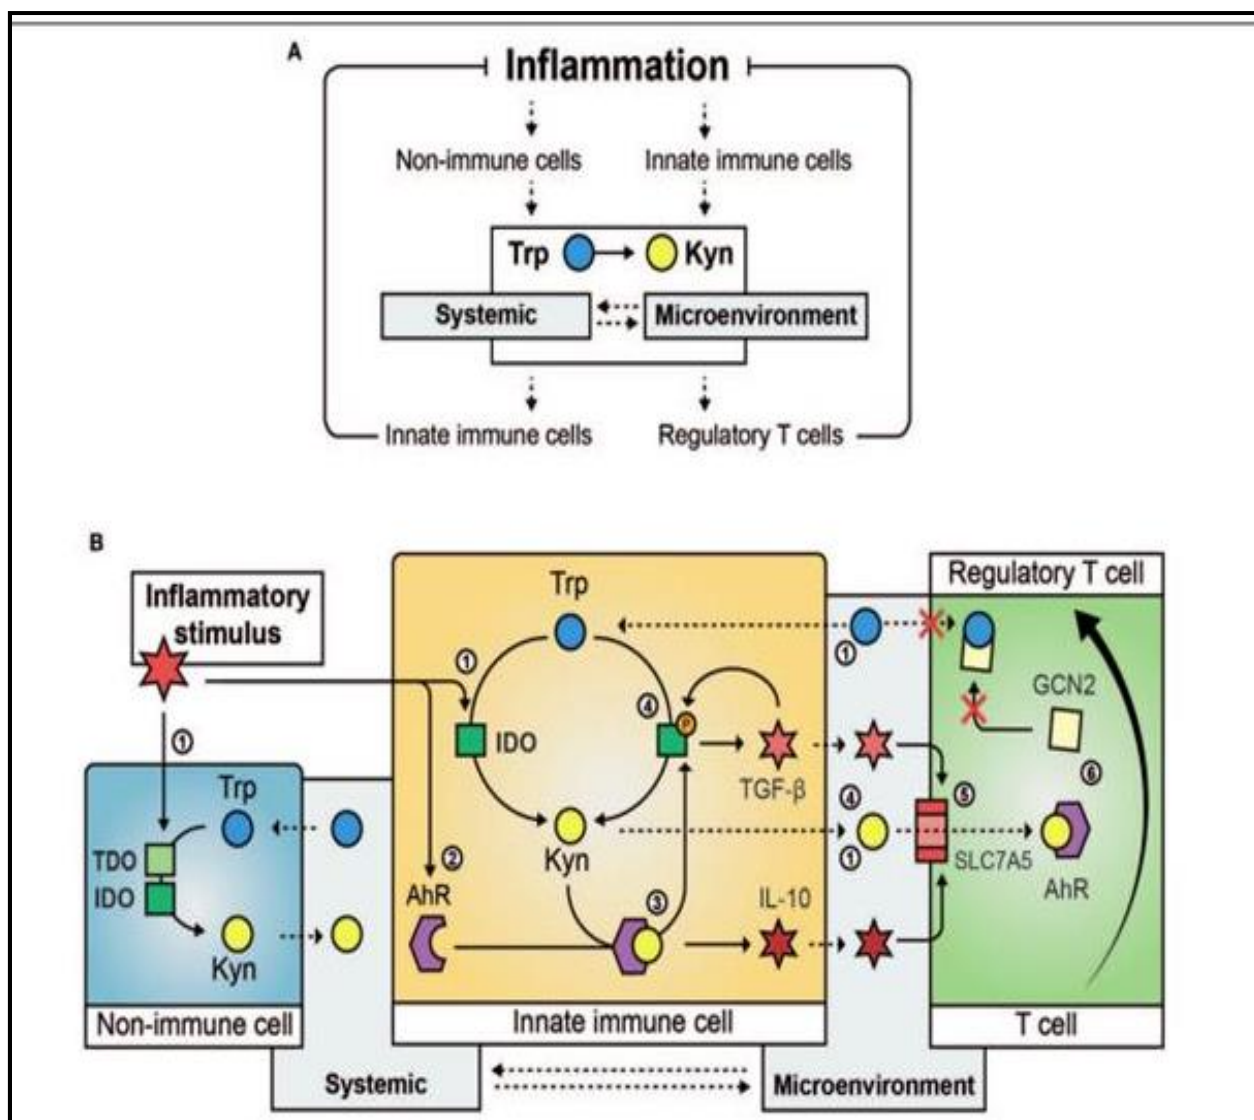 A
Inflammation
Non-immune cells
Innate immune cells
Trp
Kyn
Systemic
Microenvironment
Innate immune cells
Regulatory T cells
B
Inflammatory
stimulus
①
Trp
TDO
IDO
Kyn
Non-immune cell
Trp
①
IDO
④
P
TGF-β
Kyn
②
AhR
③
IL-10
Innate immune cell
①
④
①
Regulatory T cell
GCN2
⑥
⑤
SLC7A5
AhR
T cell
Systemic
Microenvironment